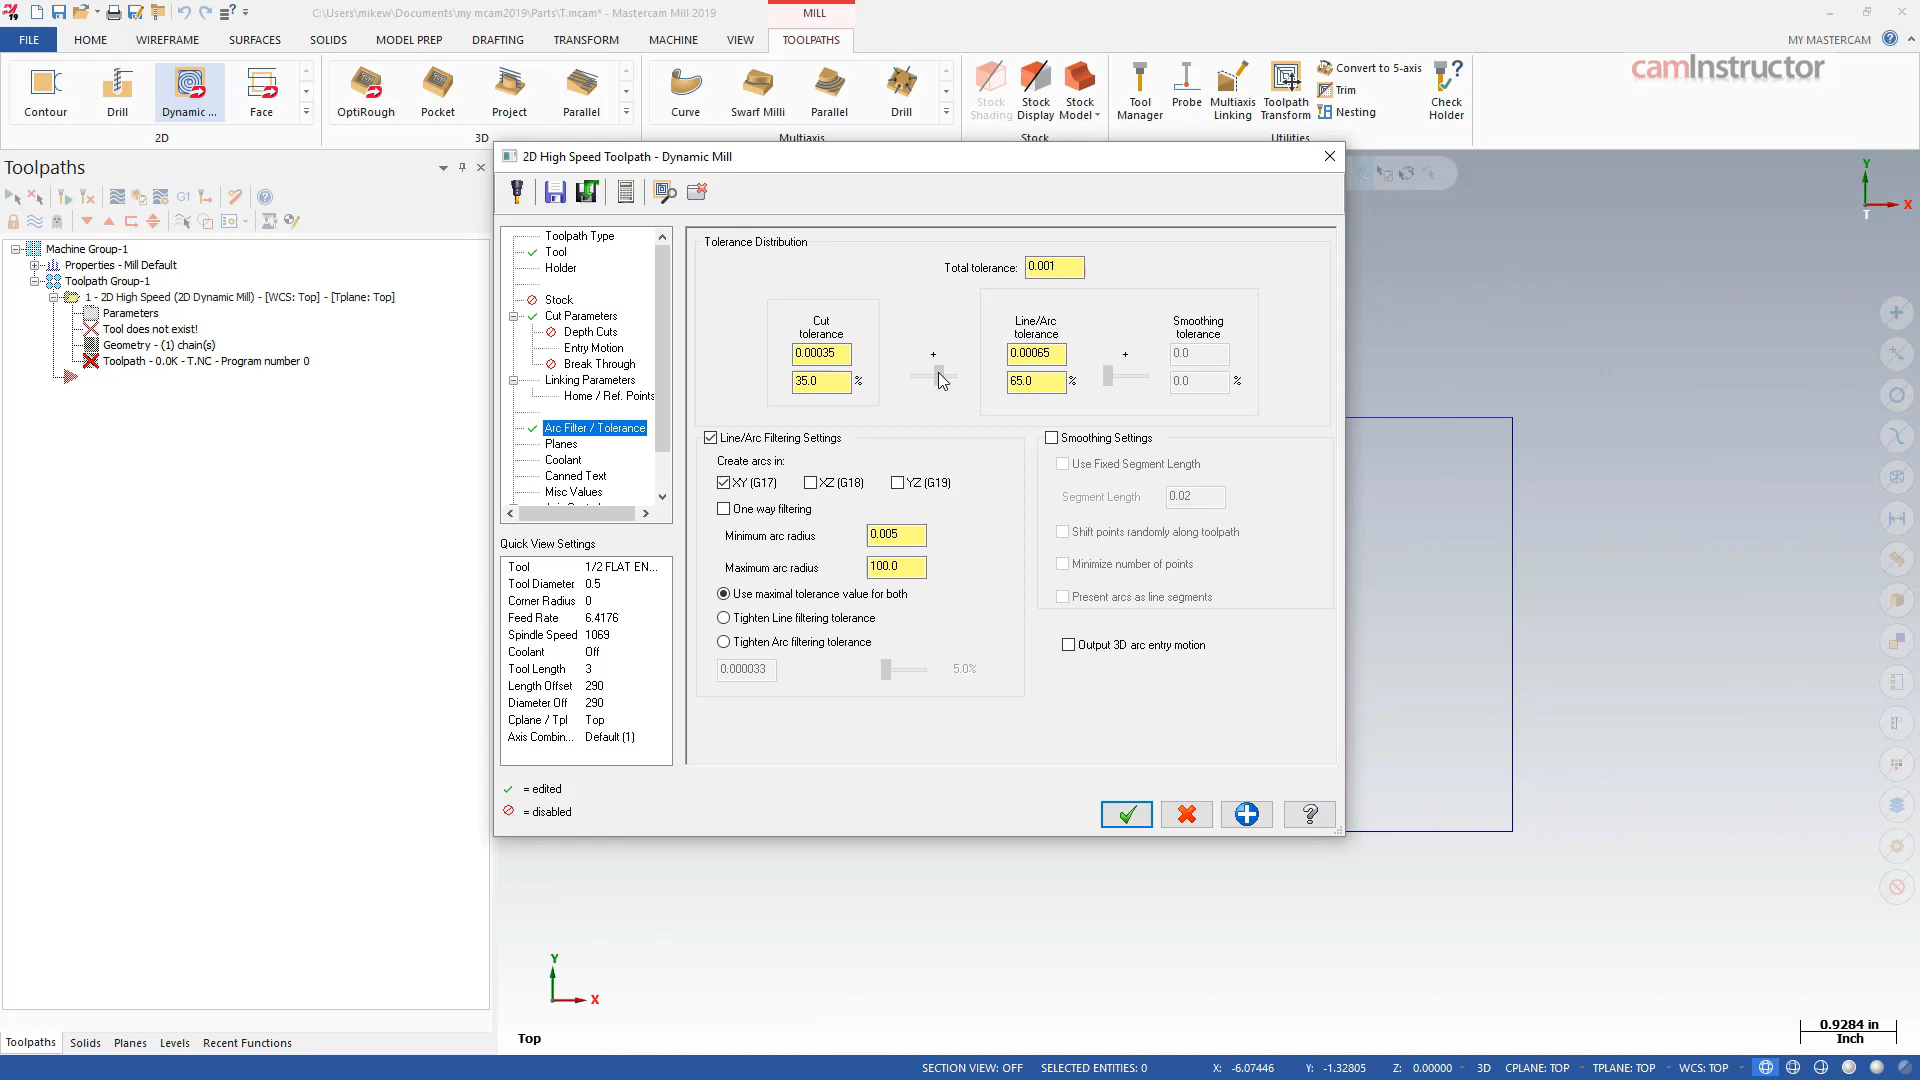 C:\Users\mikew\Documents\my mcam2019\Parts\T.mcam* - Mastercam Mill 2019
MILL
FILE
HOME
WIREFRAME
SURFACES
SOLIDS
MODEL PREP
DRAFTING
TRANSFORM
MACHINE
VIEW
TOOLPATHS
MY MASTERCAM
Contour
Drill
Dynamic ...
Face
OptiRough
Pocket
Project
Parallel
Curve
Swarf Milli
Parallel
Drill
Stock Shading
Stock Display
Stock Model
Tool Manager
Probe
Multiaxis Linking
Toolpath Transform
Convert to 5-axis
Trim
Nesting
Check Holder
camInstructor
2D
3D
Multiaxis
Stock
Utilities
Toolpaths
G1
Machine Group-1
Properties - Mill Default
Toolpath Group-1
1 - 2D High Speed (2D Dynamic Mill) - [WCS: Top] - [Tplane: Top]
Parameters
Tool does not exist!
Geometry - (1) chain(s)
Toolpath - 0.0K - T.NC - Program number 0
2D High Speed Toolpath - Dynamic Mill
Toolpath Type
Tool
Holder
Stock
Cut Parameters
Depth Cuts
Entry Motion
Break Through
Linking Parameters
Home / Ref. Points
Arc Filter / Tolerance
Planes
Coolant
Canned Text
Misc Values
Quick View Settings
Tool 1/2 FLAT EN...
Tool Diameter 0.5
Corner Radius 0
Feed Rate 6.4176
Spindle Speed 1069
Coolant Off
Tool Length 3
Length Offset 290
Diameter Off 290
Cplane / Tpl Top
Axis Combin... Default (1)
= edited
= disabled
Tolerance Distribution
Total tolerance: 0.001
Cut tolerance
0.00035
35.0 %
+
Line/Arc tolerance
0.00065
65.0 %
+
Smoothing tolerance
0.0
0.0 %
Line/Arc Filtering Settings
Create arcs in:
XY (G17) XZ (G18) YZ (G19)
One way filtering
Minimum arc radius 0.005
Maximum arc radius 100.0
Use maximal tolerance value for both
Tighten Line filtering tolerance
Tighten Arc filtering tolerance
0.000033 5.0%
Smoothing Settings
Use Fixed Segment Length
Segment Length 0.02
Shift points randomly along toolpath
Minimize number of points
Present arcs as line segments
Output 3D arc entry motion
Y
X
T
Y
X
Top
0.9284 in
Inch
Toolpaths
Solids
Planes
Levels
Recent Functions
SECTION VIEW: OFF
SELECTED ENTITIES: 0
X: -6.07446
Y: -1.32805
Z: 0.00000
3D
CPLANE: TOP
TPLANE: TOP
WCS: TOP